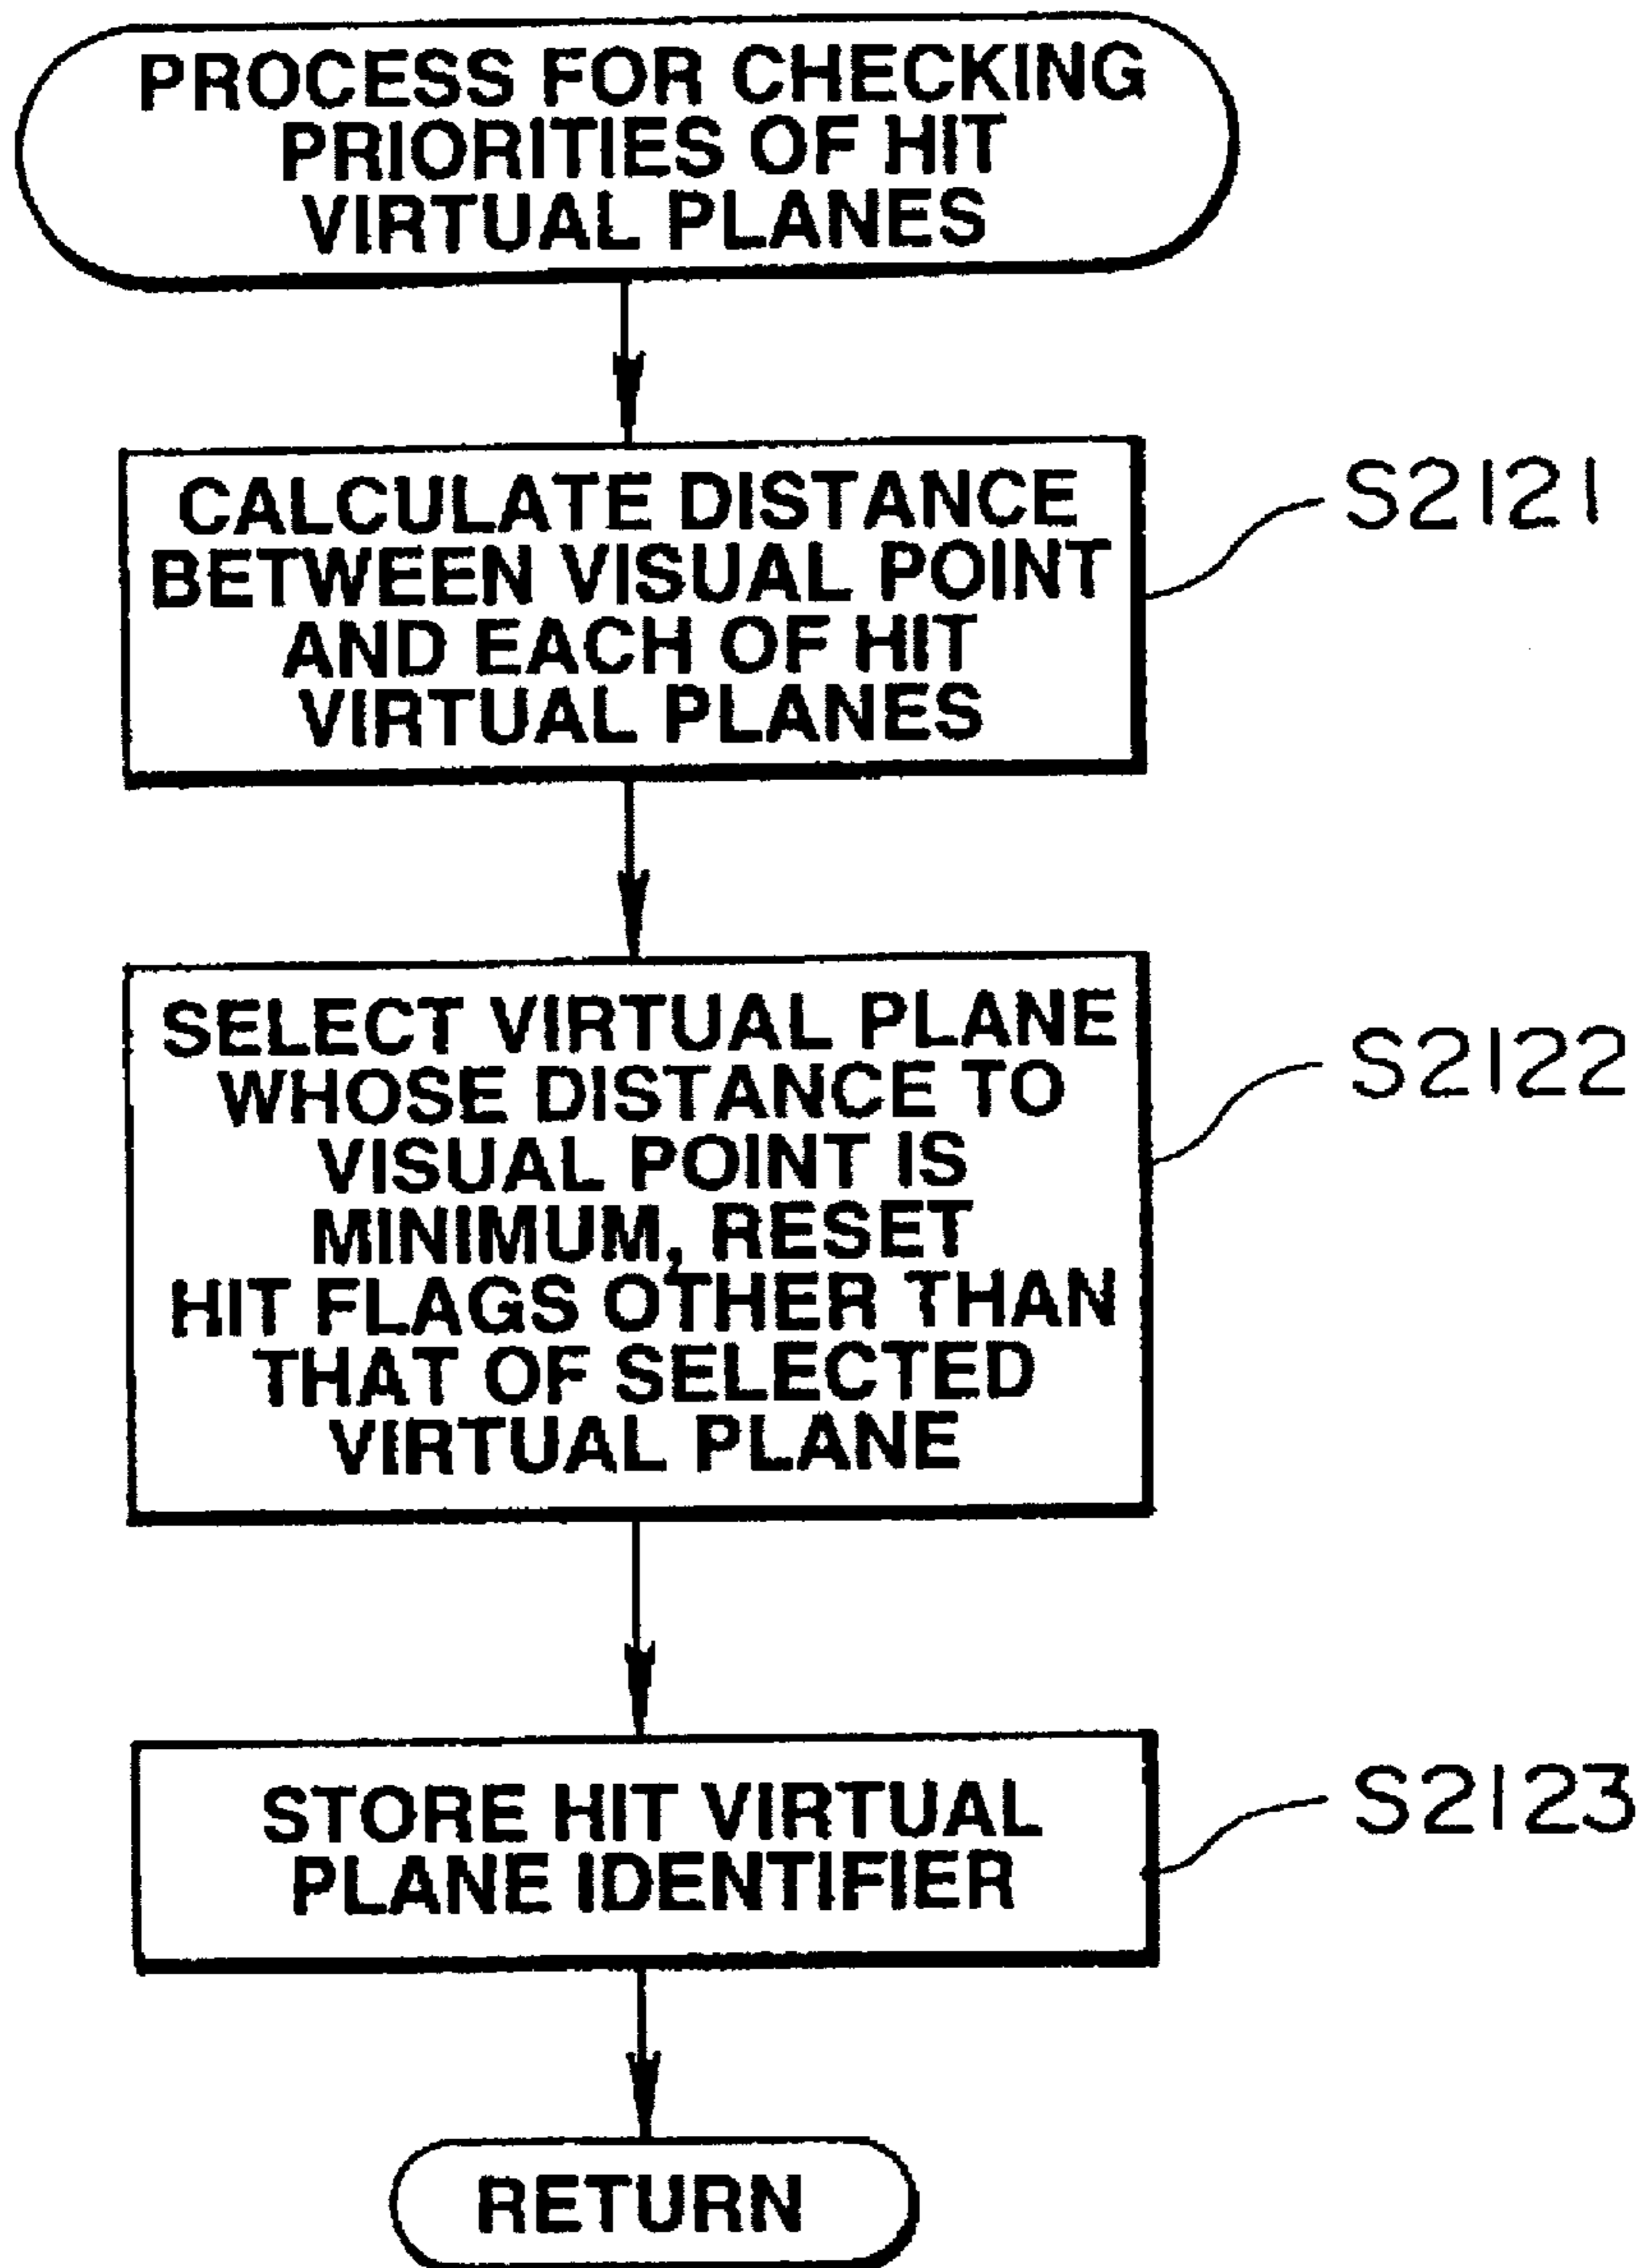 PROCESS FOR CHECKING
PRIORITIES OF HIT
VIRTUAL PLANES
CALCULATE DISTANCE
BETWEEN VISUAL POINT
AND EACH OF HIT
VIRTUAL PLANES
S2121
SELECT VIRTUAL PLANE
WHOSE DISTANCE TO
VISUAL POINT IS
MINIMUM, RESET
HIT FLAGS OTHER THAN
THAT OF SELECTED
VIRTUAL PLANE
S2122
STORE HIT VIRTUAL
PLANE IDENTIFIER
S2123
RETURN